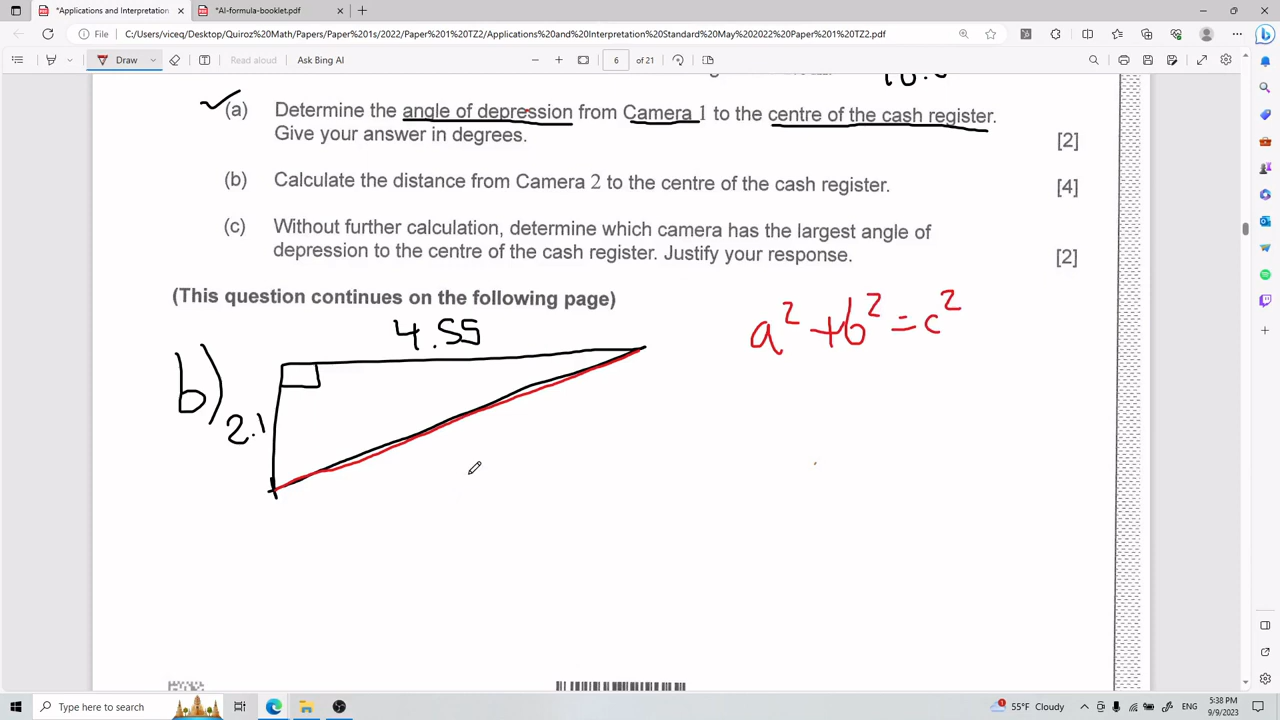 *Applications and Interpretation
*AI-formula-booklet.pdf
File
C:/Users/viceq/Desktop/Quiroz%20Math/Papers/Paper%201s/2022/Paper%201%20TZ2/Applications%20and%20Interpretation%20Standard%20May%202022%20Paper%201%20TZ2.pdf
Draw
Read aloud
Ask Bing AI
6
of 21
(a) Determine the angle of depression from Camera 1 to the centre of the cash register.
Give your answer in degrees.
[2]
(b) Calculate the distance from Camera 2 to the centre of the cash register.
[4]
(c) Without further calculation, determine which camera has the largest angle of
depression to the centre of the cash register. Justify your response.
[2]
(This question continues on the following page)
a² + b² = c²
b)
2.1
Type here to search
55°F Cloudy
ENG
5:38 PM
9/9/2023